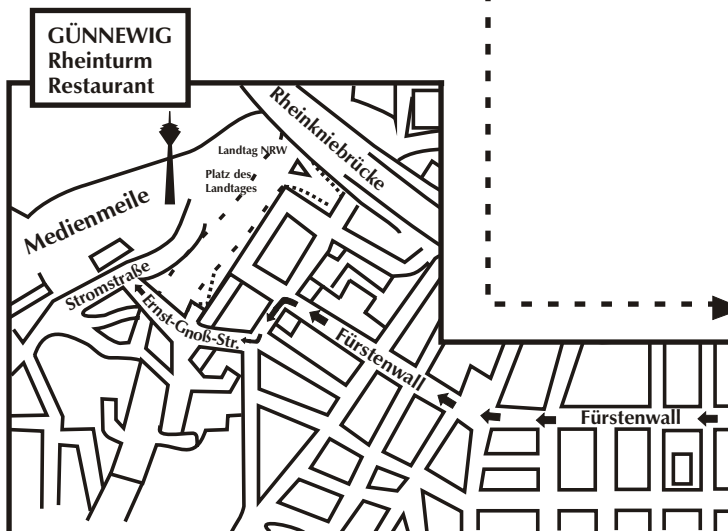 GÜNNEWIG
Rheinturm
Restaurant
Rheinkniebrücke
Landtag NRW
Platz des
Landtages
Medienmeile
Stromstraße
Ernst-Gnoß-Str.
Fürstenwall
Fürstenwall